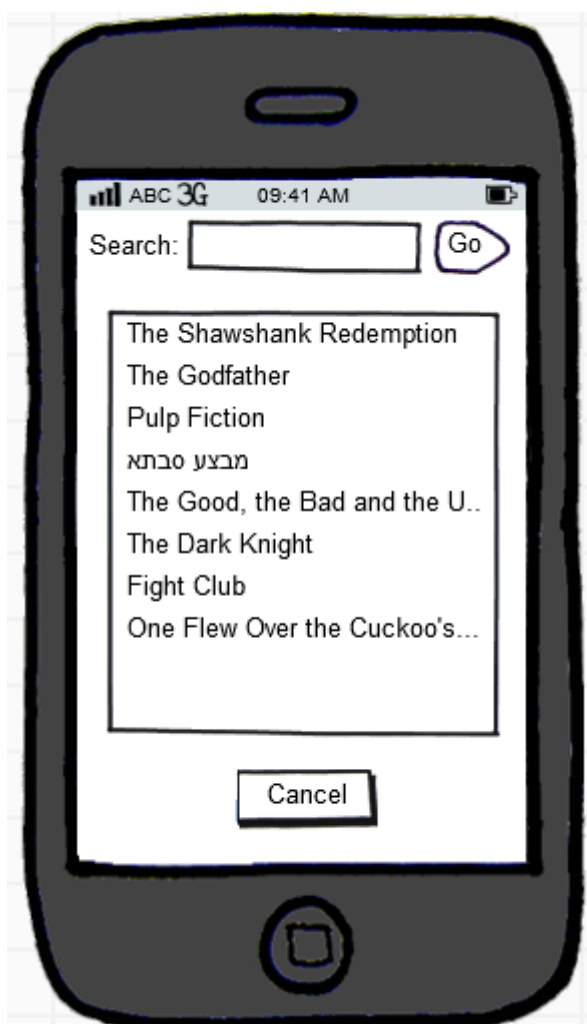 ABC 3G 09:41 AM
Search: Go
The Shawshank Redemption
The Godfather
Pulp Fiction
מבצע סבתא
The Good, the Bad and the U..
The Dark Knight
Fight Club
One Flew Over the Cuckoo's...
Cancel